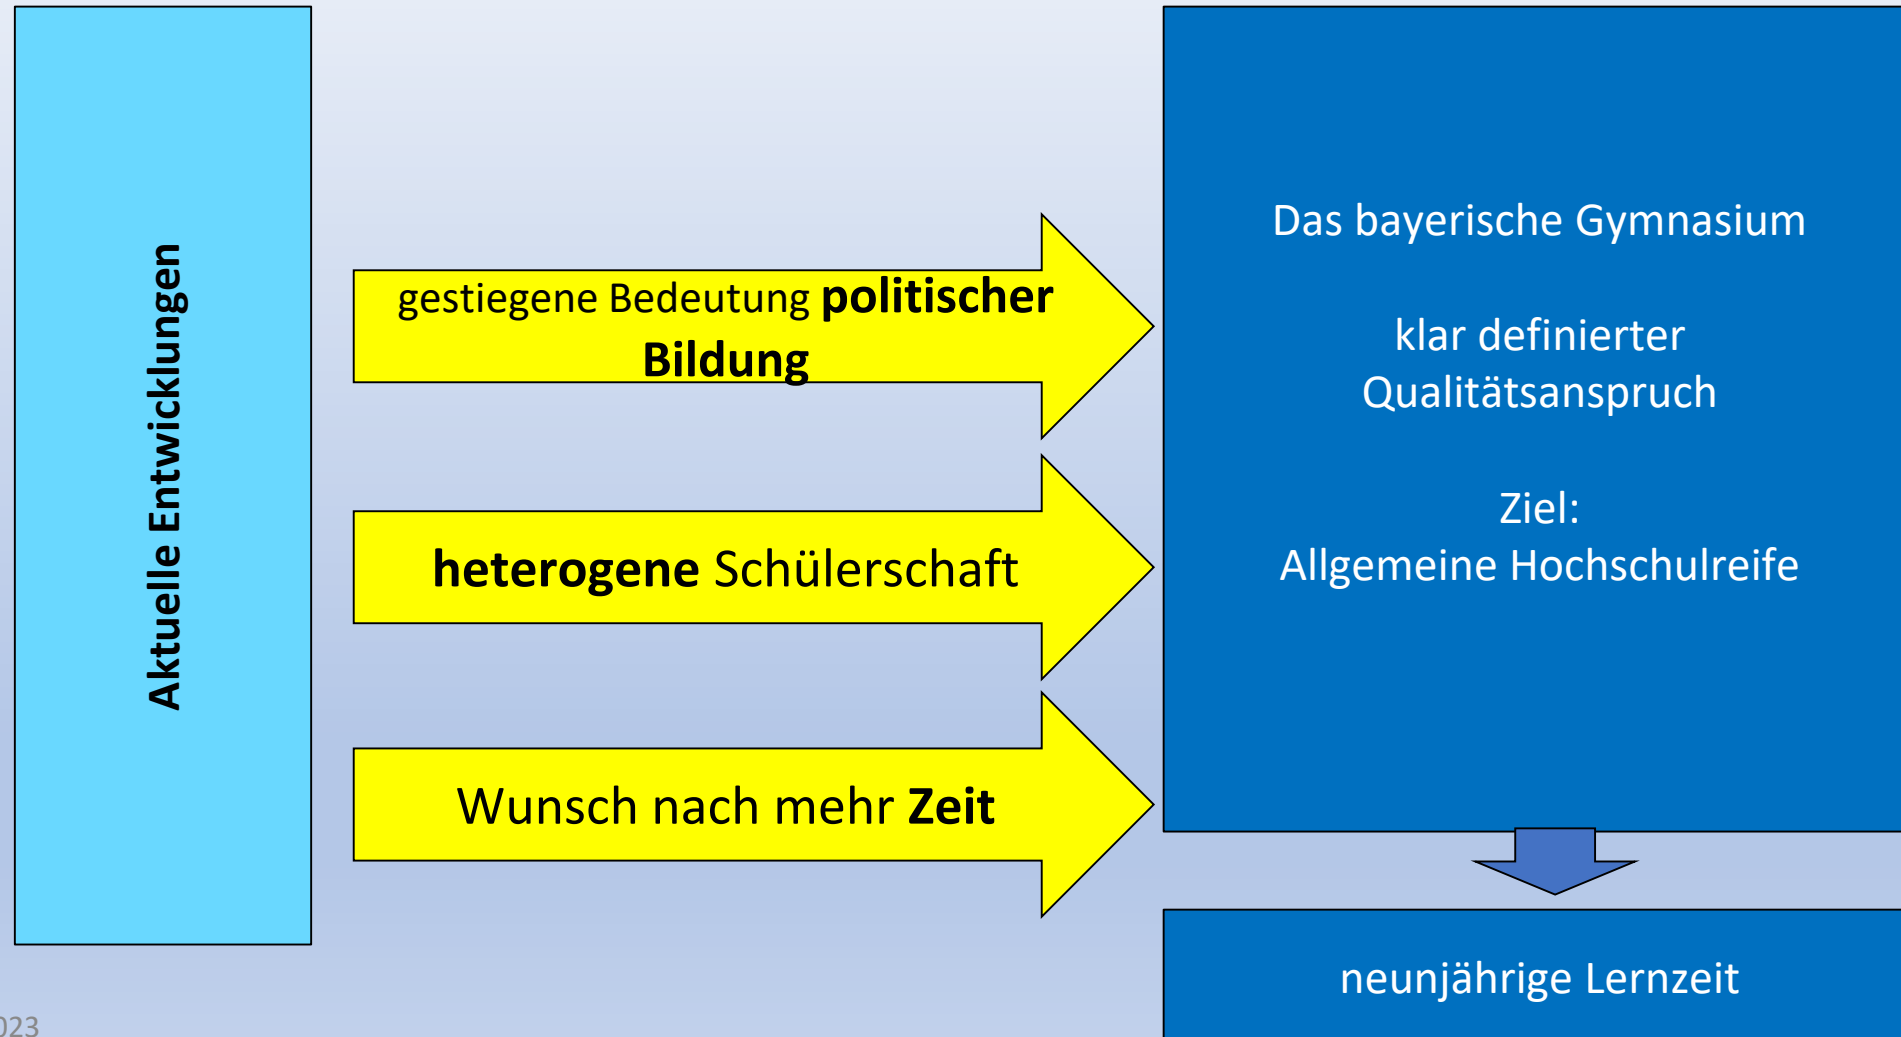 Aktuelle Entwicklungen
gestiegene Bedeutung politischer
Bildung
heterogene Schülerschaft
Wunsch nach mehr Zeit
Das bayerische Gymnasium
klar definierter
Qualitätsanspruch
Ziel:
Allgemeine Hochschulreife
neunjährige Lernzeit
023